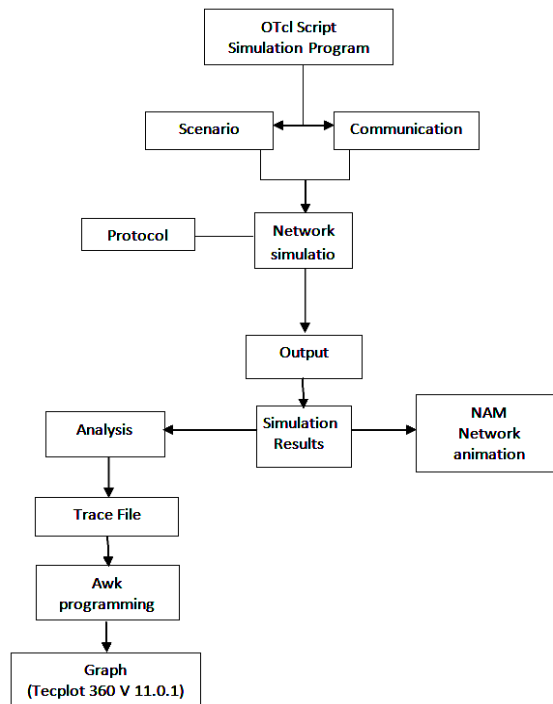 OTcl Script
Simulation Program
Scenario
Communication
Protocol
Network
simulatio
Output
Analysis
Simulation
Results
NAM
Network
animation
Trace File
Awk
programming
Graph
(Tecplot 360 V 11.0.1)